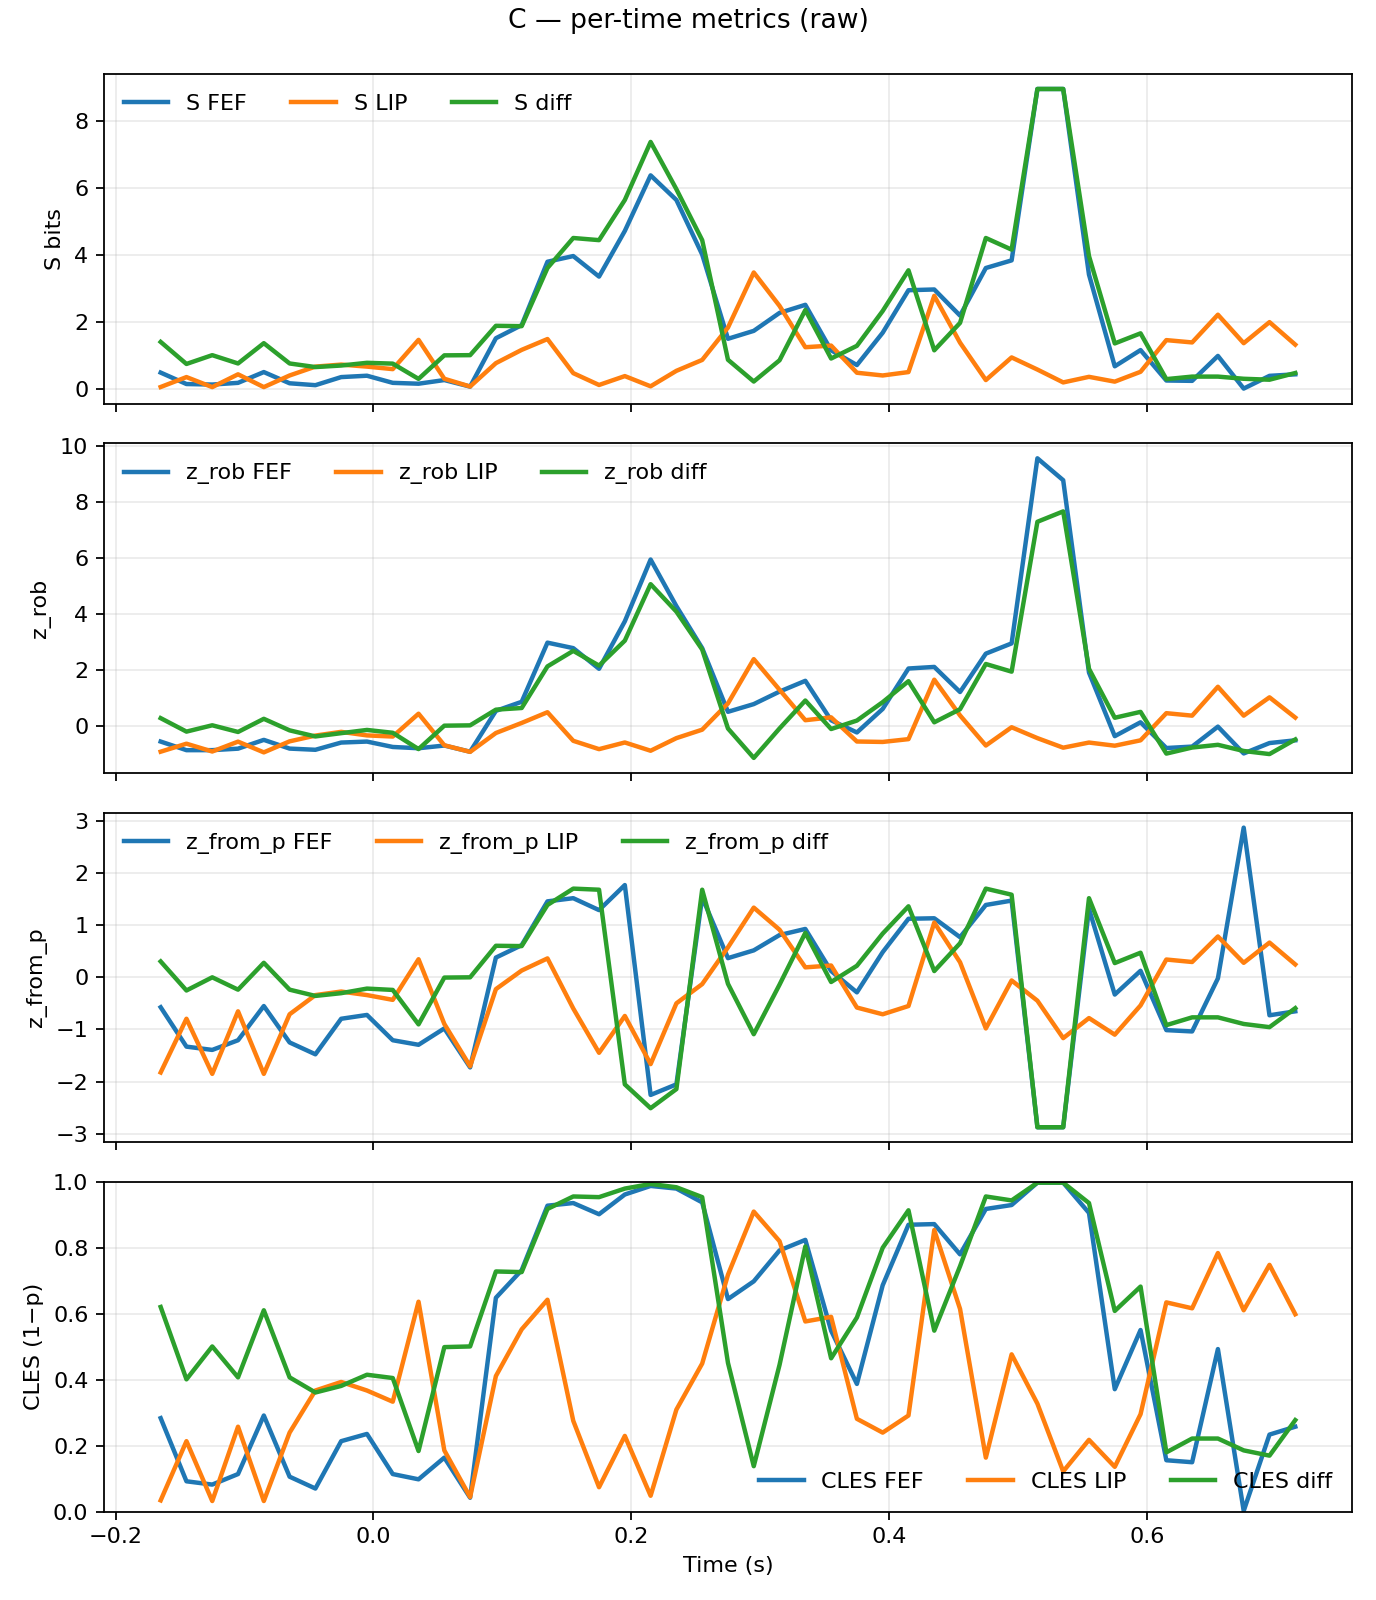 C — per-time metrics (raw)
S FEF S LIP S diff
8
6
4
2
0
S bits
z_rob FEF z_rob LIP z_rob diff
10
8
6
4
2
0
z_rob
z_from_p FEF z_from_p LIP z_from_p diff
3
2
1
0
−1
−2
−3
z_from_p
1.0
0.8
0.6
0.4
0.2
0.0
CLES (1−p)
CLES FEF CLES LIP CLES diff
−0.2 0.0 0.2 0.4 0.6
Time (s)